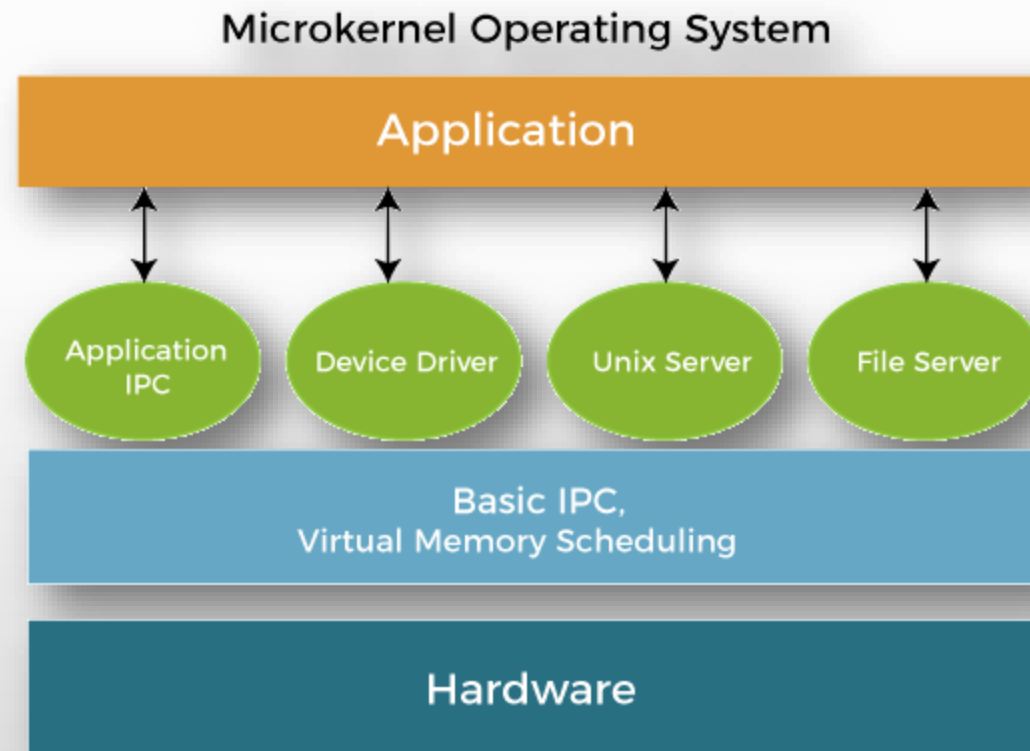 Microkernel Operating System
Application
Application
IPC
Device Driver
Unix Server
File Server
Basic IPC,
Virtual Memory Scheduling
Hardware